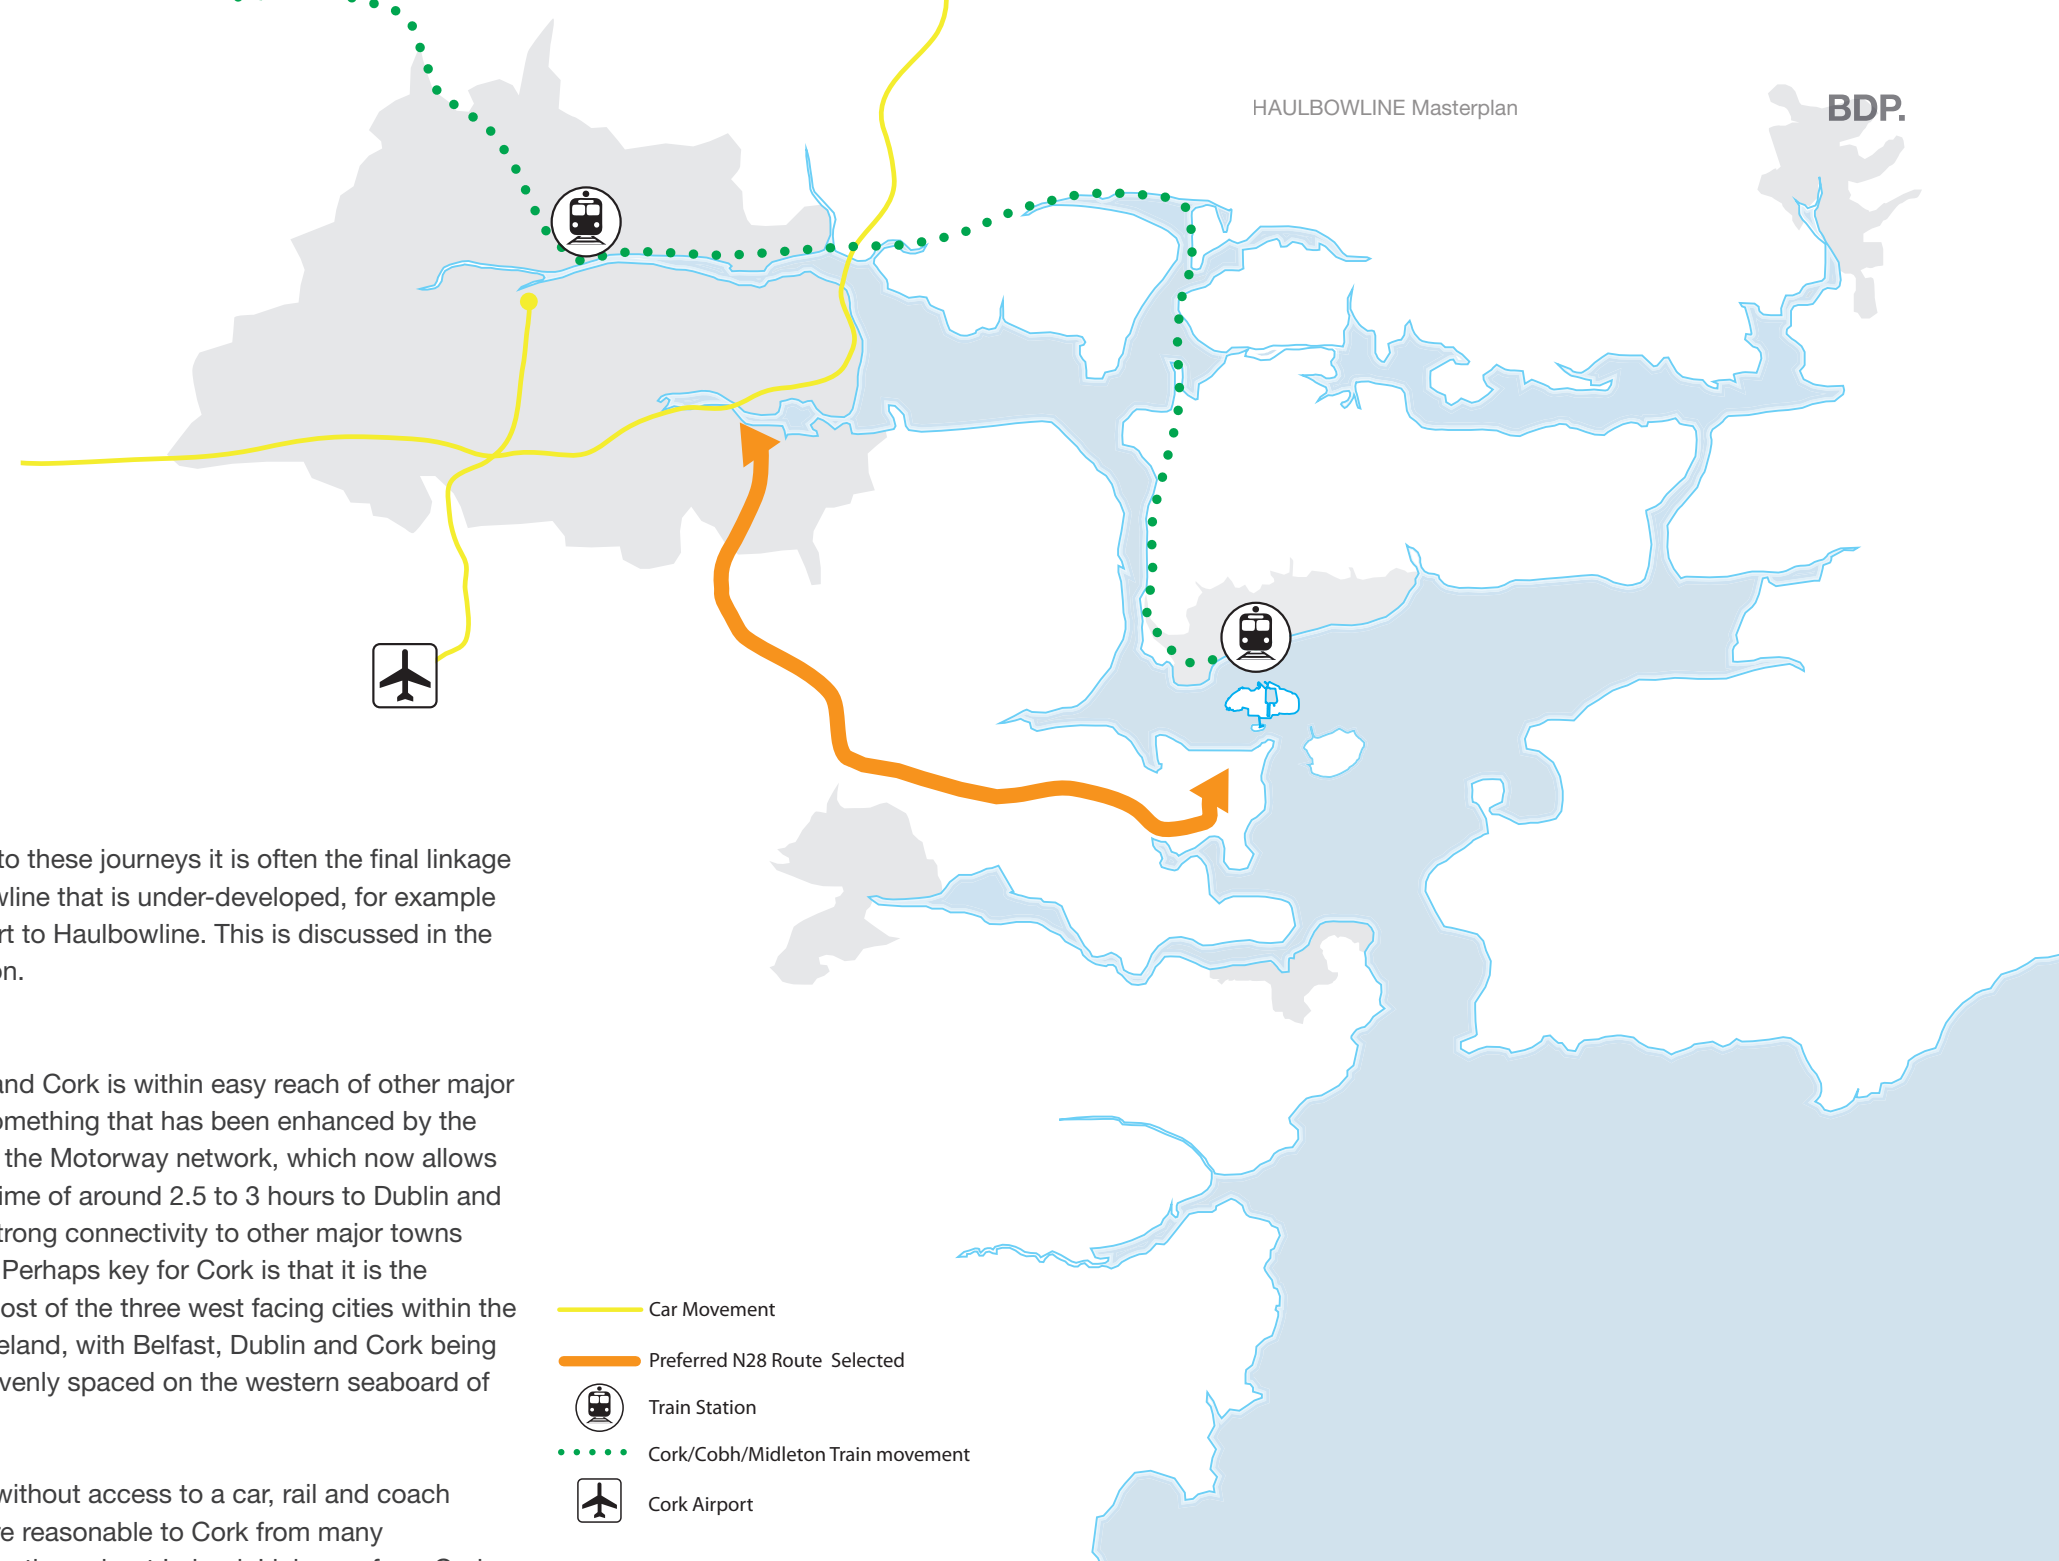 HAULBOWLINE Masterplan
BDP.
to these journeys it is often the final linkage
wline that is under-developed, for example
rt to Haulbowline. This is discussed in the
on.
and Cork is within easy reach of other major
omething that has been enhanced by the
the Motorway network, which now allows
ime of around 2.5 to 3 hours to Dublin and
trong connectivity to other major towns
Perhaps key for Cork is that it is the
ost of the three west facing cities within the
eland, with Belfast, Dublin and Cork being
venly spaced on the western seaboard of
without access to a car, rail and coach
e reasonable to Cork from many
Car Movement
Preferred N28 Route Selected
Train Station
Cork/Cobh/Midleton Train movement
Cork Airport